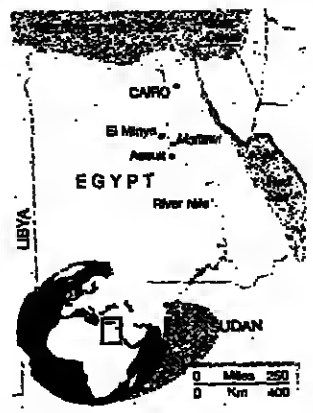 CAIRO
El Minya
Assiut
EGYPT
River Nile
LIBYA
SUDAN
0 Miles 250
0 Km 400